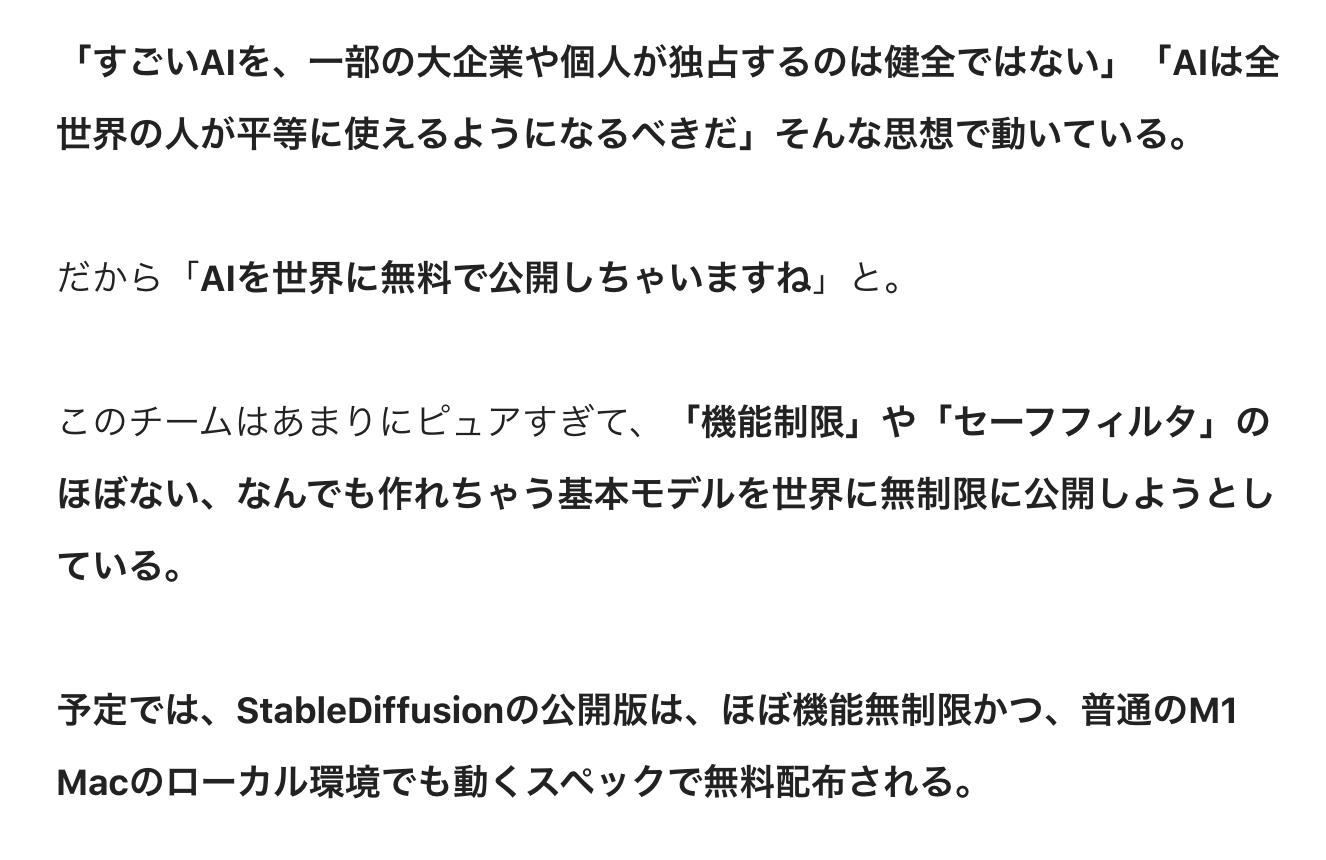 「すごいAIを、一部の大企業や個人が独占するのは健全ではない」「AIは全
世界の人が平等に使えるようになるべきだ」そんな思想で動いている。
だから「AIを世界に無料で公開しちゃいますね」と。
このチームはあまりにピュアすぎて、「機能制限」や「セーフフィルタ」の
ほぼない、なんでも作れちゃう基本モデルを世界に無制限に公開しようとし
ている。
予定では、StableDiffusionの公開版は、ほぼ機能無制限かつ、普通のM1
Macのローカル環境でも動くスペックで無料配布される。